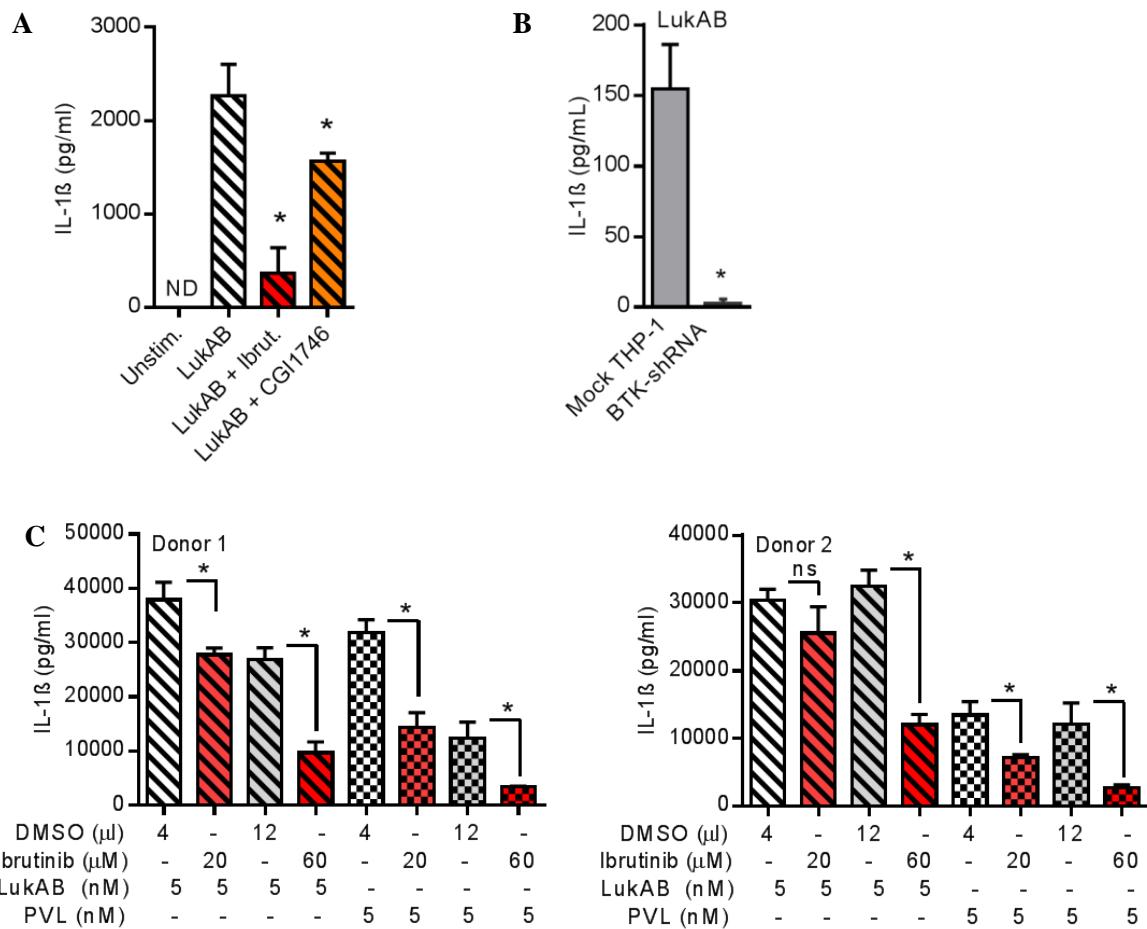 A
3000
2000
1000
0
IL-1ß (pg/ml)
ND
*
*
Unstim.
LukAB
LukAB + Ibrut.
LukAB + CGI1746
B
LukAB
200
150
100
50
0
IL-1ß (pg/mL)
*
Mock THP-1
BTK-shRNA
C
Donor 1
50000
40000
30000
20000
10000
0
IL-1ß (pg/ml)
*
*
*
*
DMSO (µl) 4 - 12 - 4 - 12 -
Ibrutinib (µM) - 20 - 60 - 20 - 60
LukAB (nM) 5 5 5 5 - - - -
PVL (nM) - - - - 5 5 5 5
Donor 2
40000
30000
20000
10000
0
IL-1ß (pg/ml)
ns
*
*
*
DMSO (µl) 4 - 12 - 4 - 12 -
Ibrutinib (µM) - 20 - 60 - 20 - 60
LukAB (nM) 5 5 5 5 - - - -
PVL (nM) - - - - 5 5 5 5